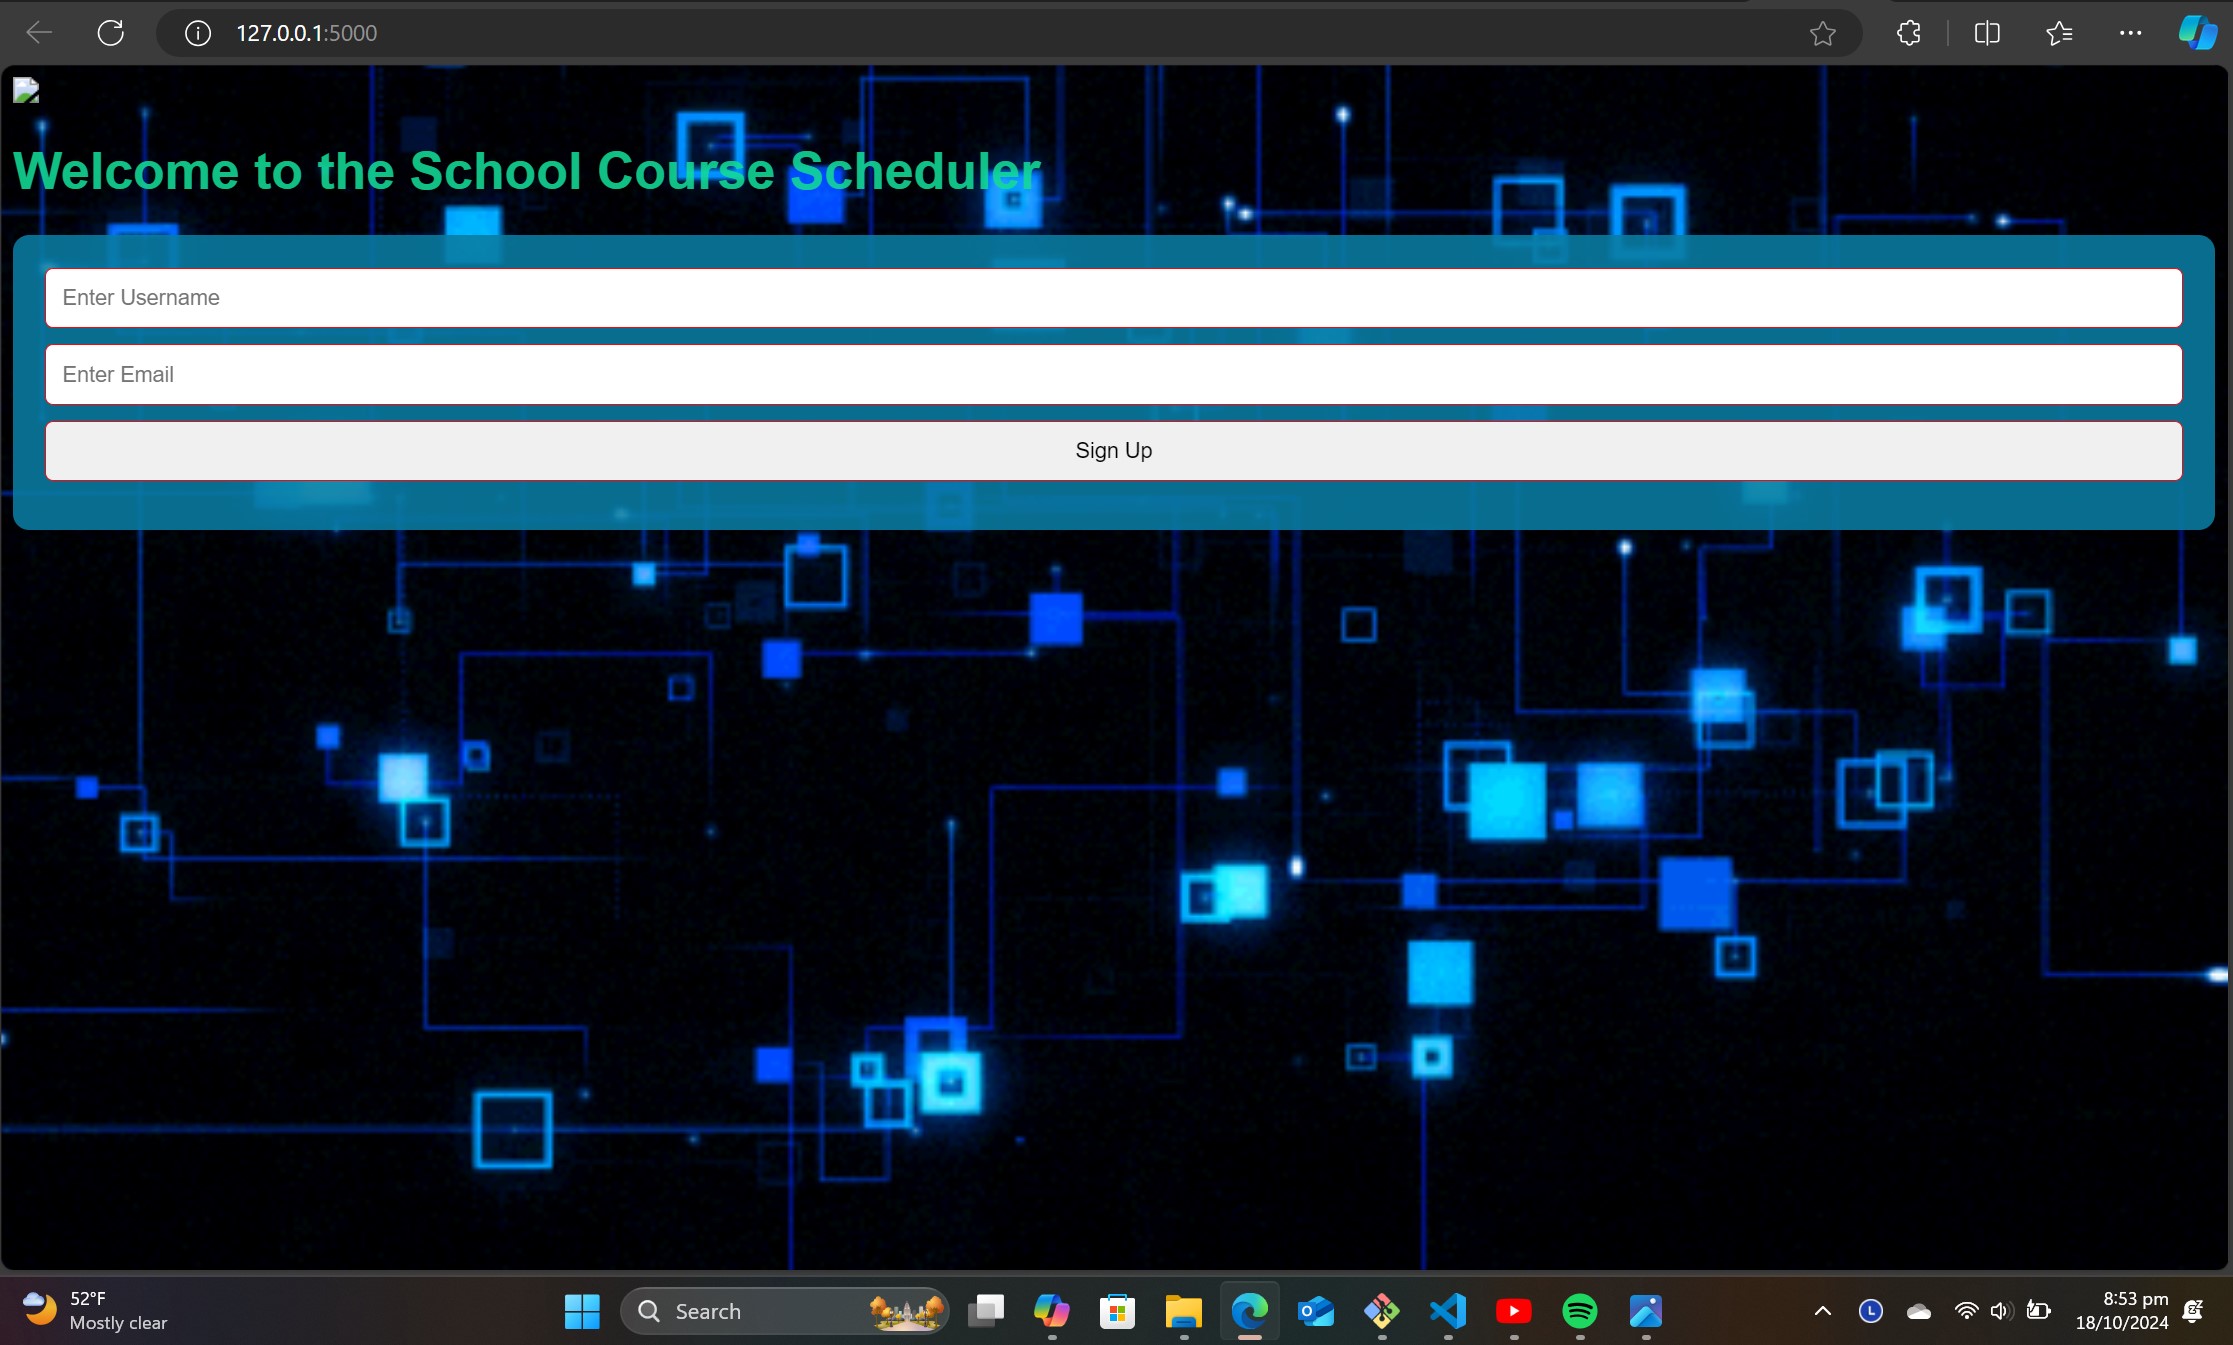 127.0.0.1:5000
Welcome to the School Course Scheduler
Enter Username
Enter Email
Sign Up
52°F
Mostly clear
Search
8:53 pm
18/10/2024